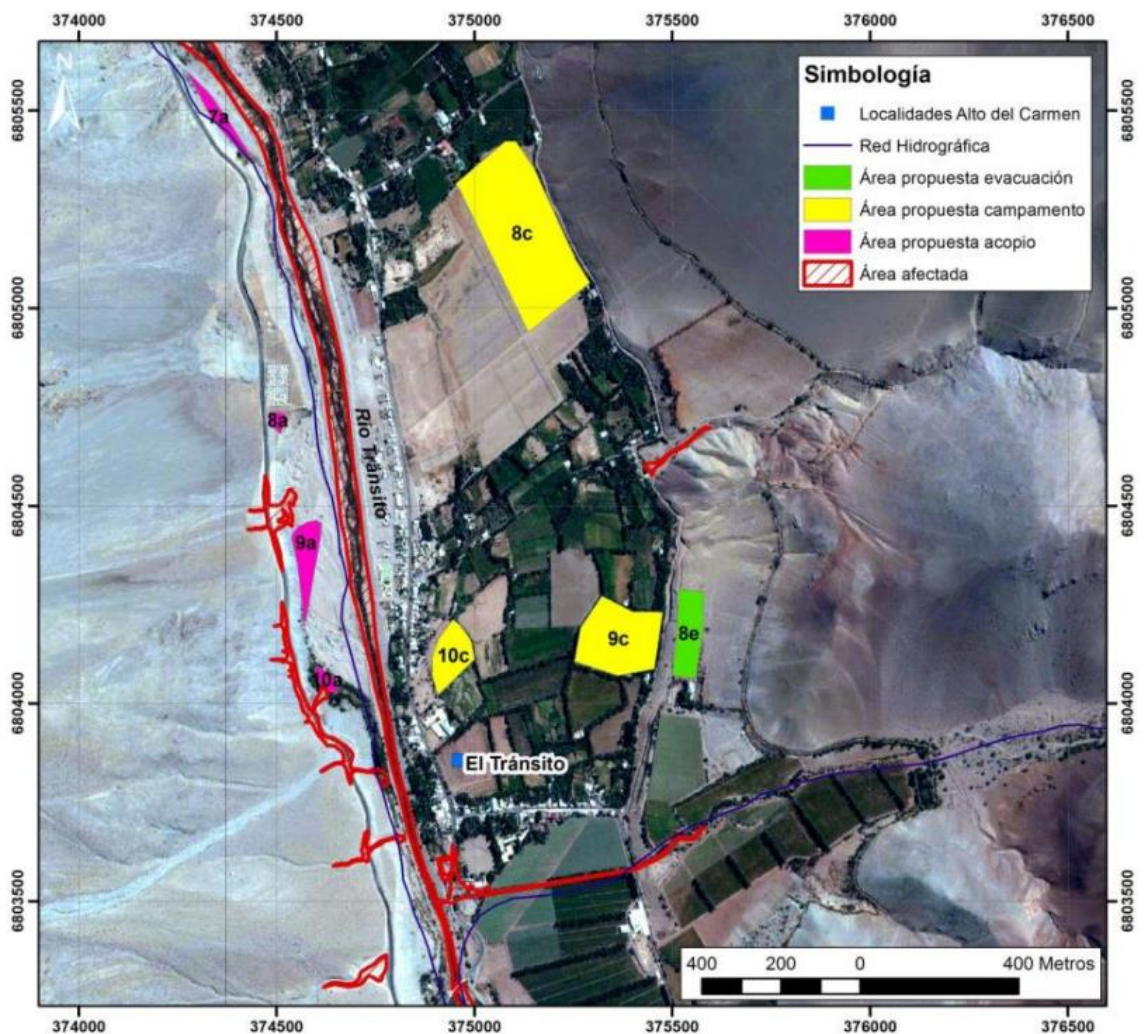 374000 374500 375000 375500 376000 376500
N
Simbología
Localidades Alto del Carmen
Red Hidrográfica
Área propuesta evacuación
Área propuesta campamento
Área propuesta acopio
Área afectada
6805500 6805500
7a
8c
6805000 6805000
8a
Río Tránsito
6804500 6804500
9a
9c
8e
10c
10a
6804000 6804000
El Tránsito
6803500 6803500
400 200 0 400 Metros
374000 374500 375000 375500 376000 376500